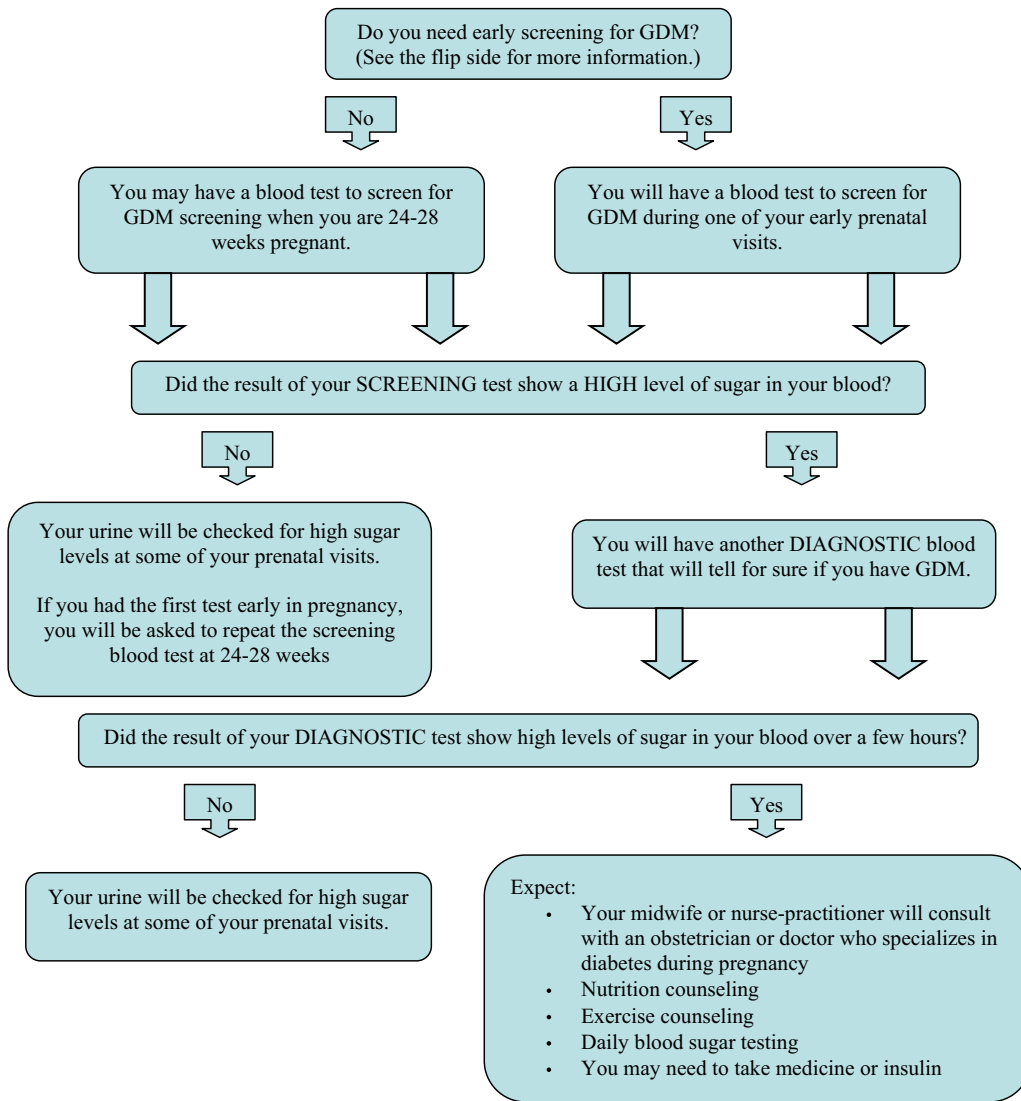 Do you need early screening for GDM?
(See the flip side for more information.)
No
Yes
You may have a blood test to screen for
GDM screening when you are 24-28
weeks pregnant.
You will have a blood test to screen for
GDM during one of your early prenatal
visits.
Did the result of your SCREENING test show a HIGH level of sugar in your blood?
No
Yes
Your urine will be checked for high sugar
levels at some of your prenatal visits.
If you had the first test early in pregnancy,
you will be asked to repeat the screening
blood test at 24-28 weeks
You will have another DIAGNOSTIC blood
test that will tell for sure if you have GDM.
Did the result of your DIAGNOSTIC test show high levels of sugar in your blood over a few hours?
No
Yes
Your urine will be checked for high sugar
levels at some of your prenatal visits.
Expect:
• Your midwife or nurse-practitioner will consult
with an obstetrician or doctor who specializes in
diabetes during pregnancy
• Nutrition counseling
• Exercise counseling
• Daily blood sugar testing
• You may need to take medicine or insulin